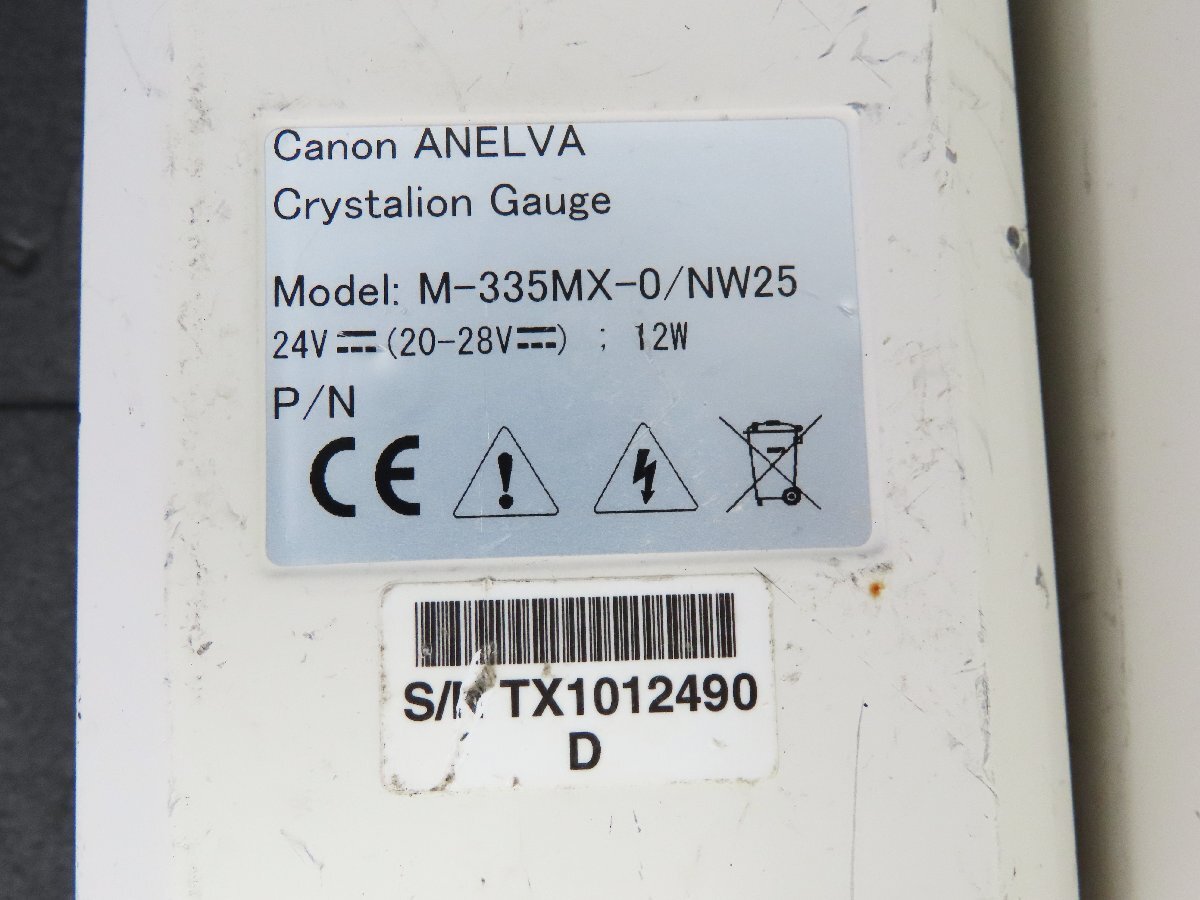 Canon ANELVA
Crystalion Gauge
Model: M-335MX-0/NW25
24V⎓(20-28V⎓) ; 12W
P/N
CE
TX1012490
D